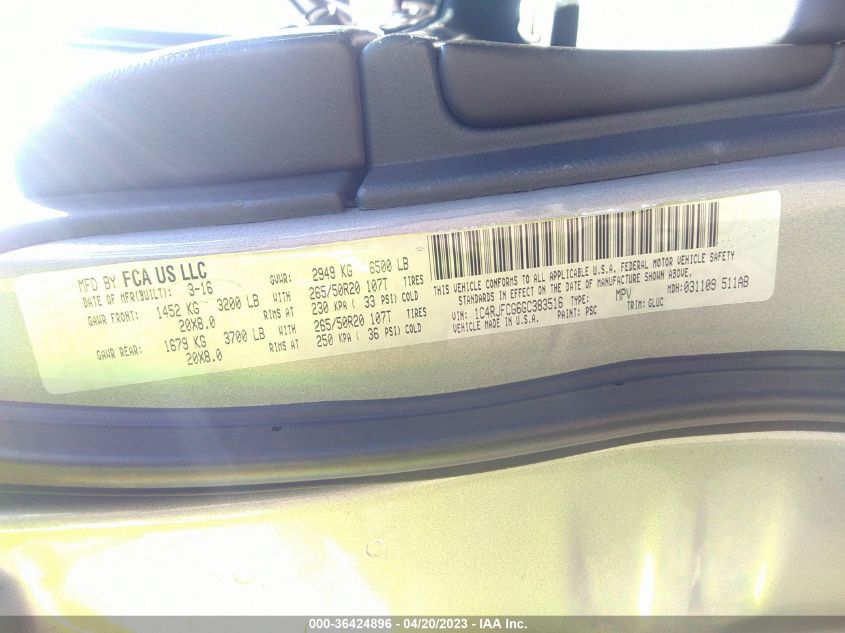 MFD BY FCA US LLC
DATE OF MFR(BUILT): 3-16
GVWR: 2949 KG 6500 LB
GAWR FRONT: 1452 KG 3200 LB WITH 265/50R20 107T TIRES
20X8.0 RIMS AT 230 KPA ( 33 PSI) COLD
GAWR REAR: 1679 KG 3700 LB WITH 265/50R20 107T TIRES
20X8.0 RIMS AT 250 KPA ( 36 PSI) COLD
THIS VEHICLE CONFORMS TO ALL APPLICABLE U.S.A. FEDERAL MOTOR VEHICLE SAFETY
STANDARDS IN EFFECT ON THE DATE OF MANUFACTURE SHOWN ABOVE.
VIN: 1C4RJFCG6GC383516 TYPE: MPV MDH: 031109 511AB
VEHICLE MADE IN U.S.A. PAINT: PSC TRIM: GLUC
000-36424896 - 04/20/2023 - IAA Inc.